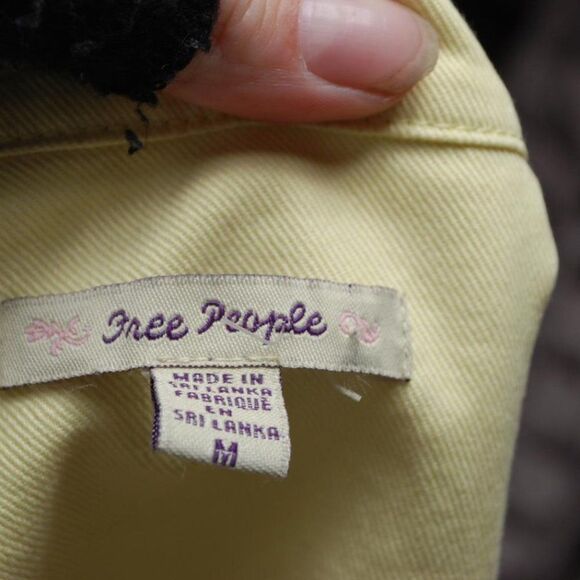 Free People
MADE IN
SRI LANKA
FABRIQUÉ
EN
SRI LANKA
M